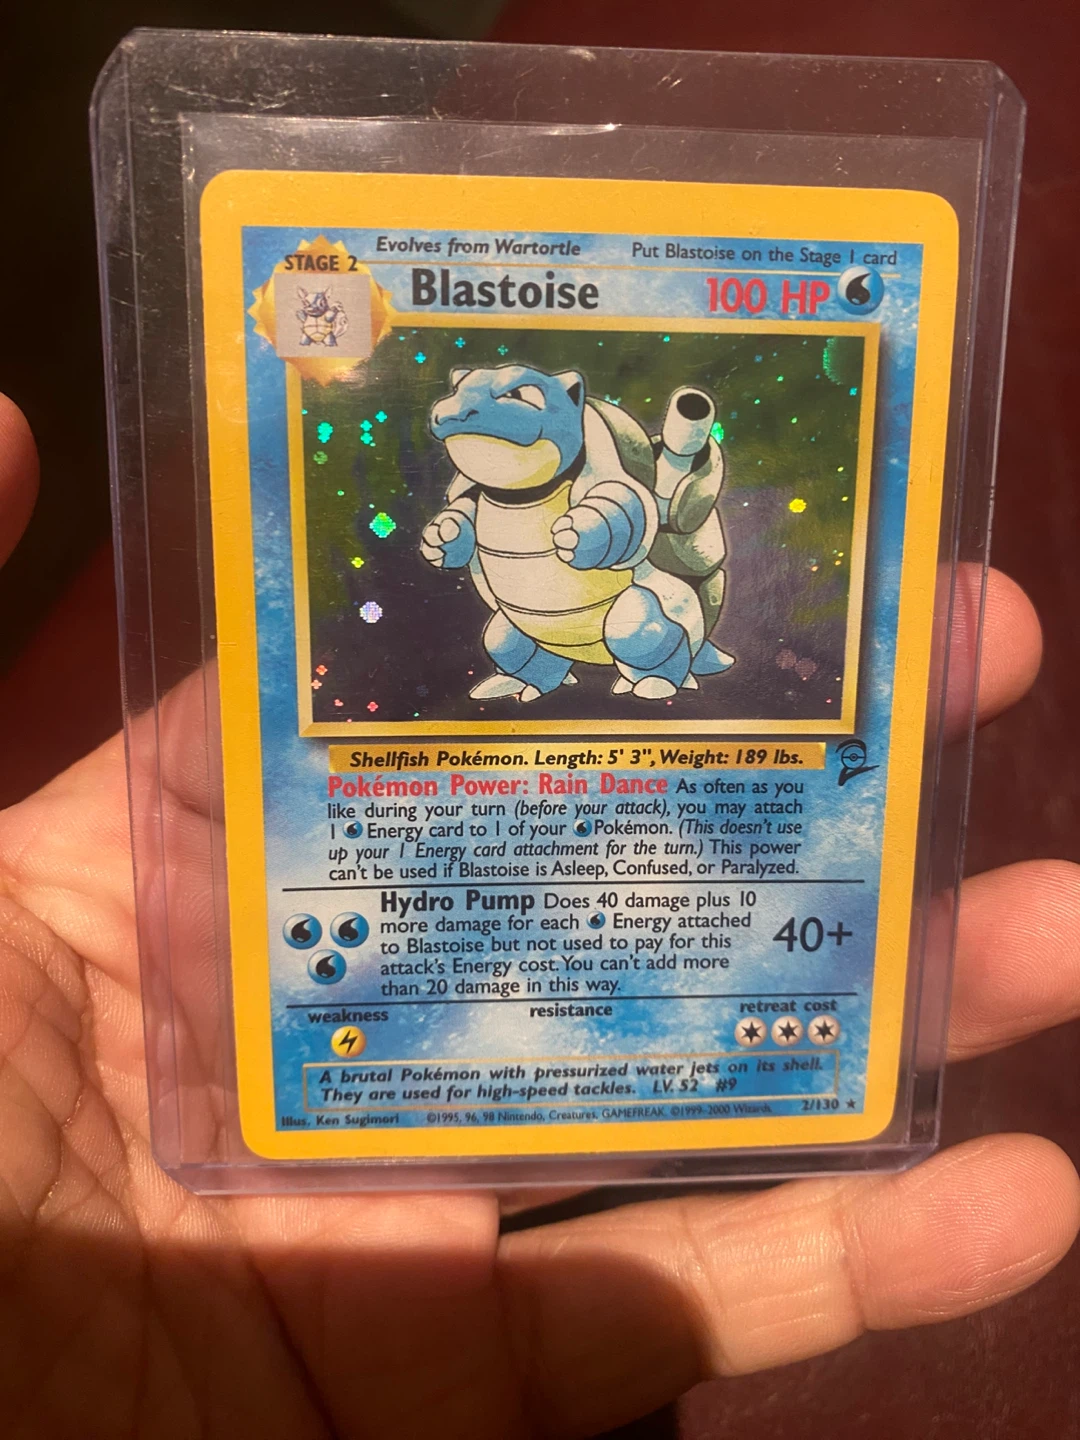 Evolves from Wartortle
Put Blastoise on the Stage 1 card
STAGE 2
Blastoise
100 HP
Shellfish Pokémon. Length: 5' 3", Weight: 189 lbs.
Pokémon Power: Rain Dance As often as you
like during your turn (before your attack), you may attach
1 Energy card to 1 of your Pokémon. (This doesn't use
up your 1 Energy card attachment for the turn.) This power
can't be used if Blastoise is Asleep, Confused, or Paralyzed.
Hydro Pump Does 40 damage plus 10
more damage for each Energy attached
to Blastoise but not used to pay for this
attack's Energy cost. You can't add more
than 20 damage in this way.
40+
weakness
resistance
retreat cost
A brutal Pokémon with pressurized water jets on its shell.
They are used for high-speed tackles. LV. 52 #9
Illus. Ken Sugimori
©1995, 96, 98 Nintendo, Creatures, GAMEFREAK. ©1999-2000 Wizards.
2/130 ★